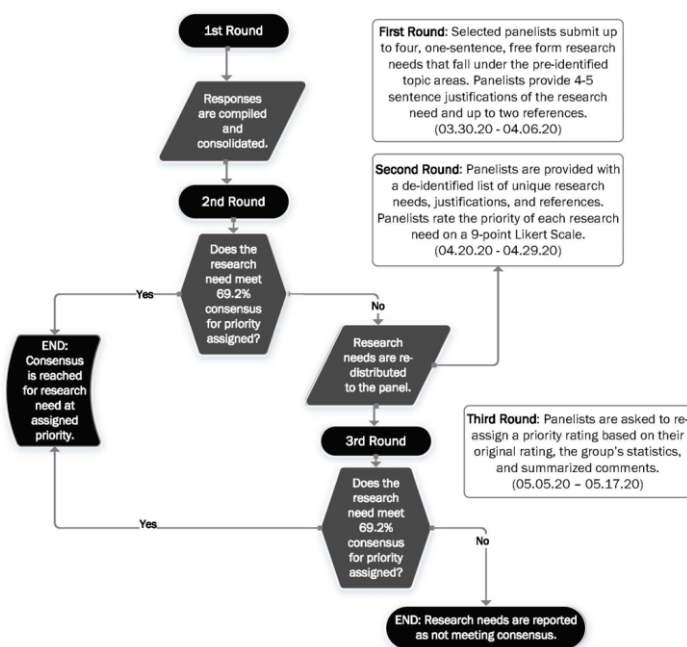 1st Round
First Round: Selected panelists submit up
to four, one-sentence, free form research
needs that fall under the pre-identified
topic areas. Panelists provide 4-5
sentence justifications of the research
need and up to two references.
(03.30.20 - 04.06.20)
Responses
are compiled
and
consolidated.
Second Round: Panelists are provided with
a de-identified list of unique research
needs, justifications, and references.
Panelists rate the priority of each research
need on a 9-point Likert Scale.
(04.20.20 - 04.29.20)
2nd Round
Does the
research
need meet
69.2%
consensus
for priority
assigned?
Yes
No
END:
Consensus
is reached
for research
need at
assigned
priority.
Research
needs are re-
distributed
to the panel.
3rd Round
Third Round: Panelists are asked to re-
assign a priority rating based on their
original rating, the group's statistics,
and summarized comments.
(05.05.20 – 05.17.20)
Does the
research
need meet
69.2%
consensus
for priority
assigned?
Yes
No
END: Research needs are reported
as not meeting consensus.